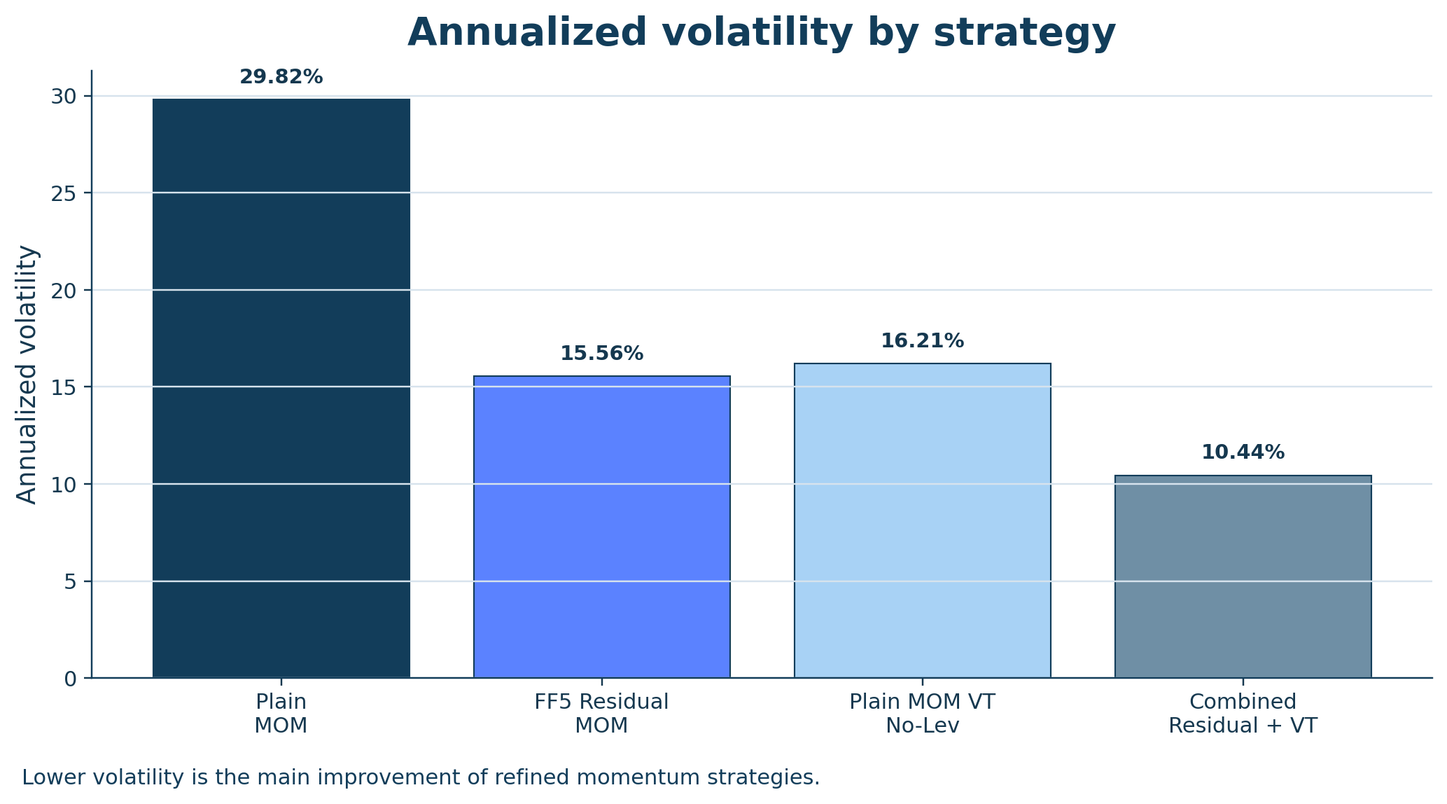 Annualized volatility by strategy
29.82%
30
25
20
16.21%
15.56%
15
10.44%
10
5
0
Annualized volatility
Plain
MOM
FF5 Residual
MOM
Plain MOM VT
No-Lev
Combined
Residual + VT
Lower volatility is the main improvement of refined momentum strategies.